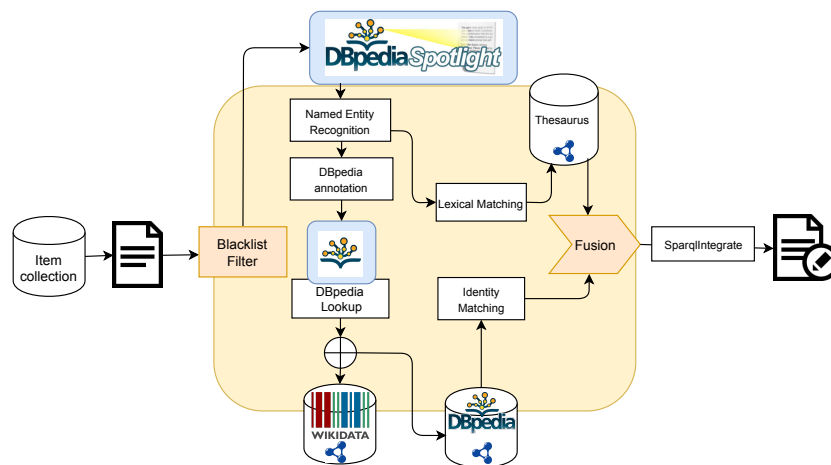 DBpedia Spotlight
Named Entity
Recognition
Thesaurus
DBpedia
annotation
Lexical Matching
Item
collection
Blacklist
Filter
Fusion
SparqlIntegrate
DBpedia
Lookup
Identity
Matching
WIKIDATA
DBpedia